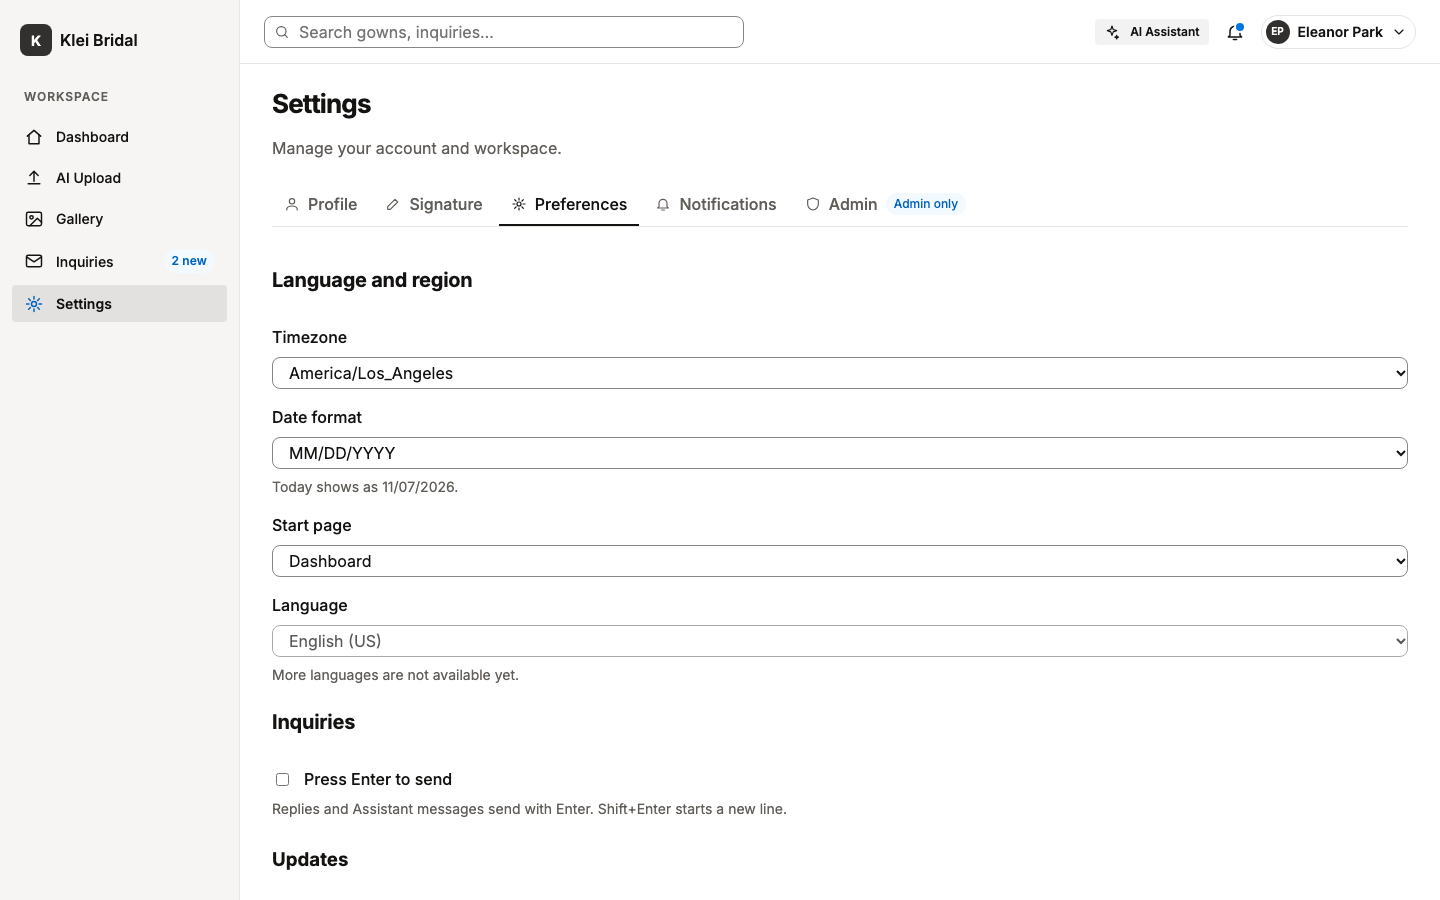 K Klei Bridal
WORKSPACE
Dashboard
AI Upload
Gallery
Inquiries 2 new
Settings
Search gowns, inquiries...
AI Assistant
EP Eleanor Park
Settings
Manage your account and workspace.
Profile Signature Preferences Notifications Admin Admin only
Language and region
Timezone
America/Los_Angeles
Date format
MM/DD/YYYY
Today shows as 11/07/2026.
Start page
Dashboard
Language
English (US)
More languages are not available yet.
Inquiries
Press Enter to send
Replies and Assistant messages send with Enter. Shift+Enter starts a new line.
Updates